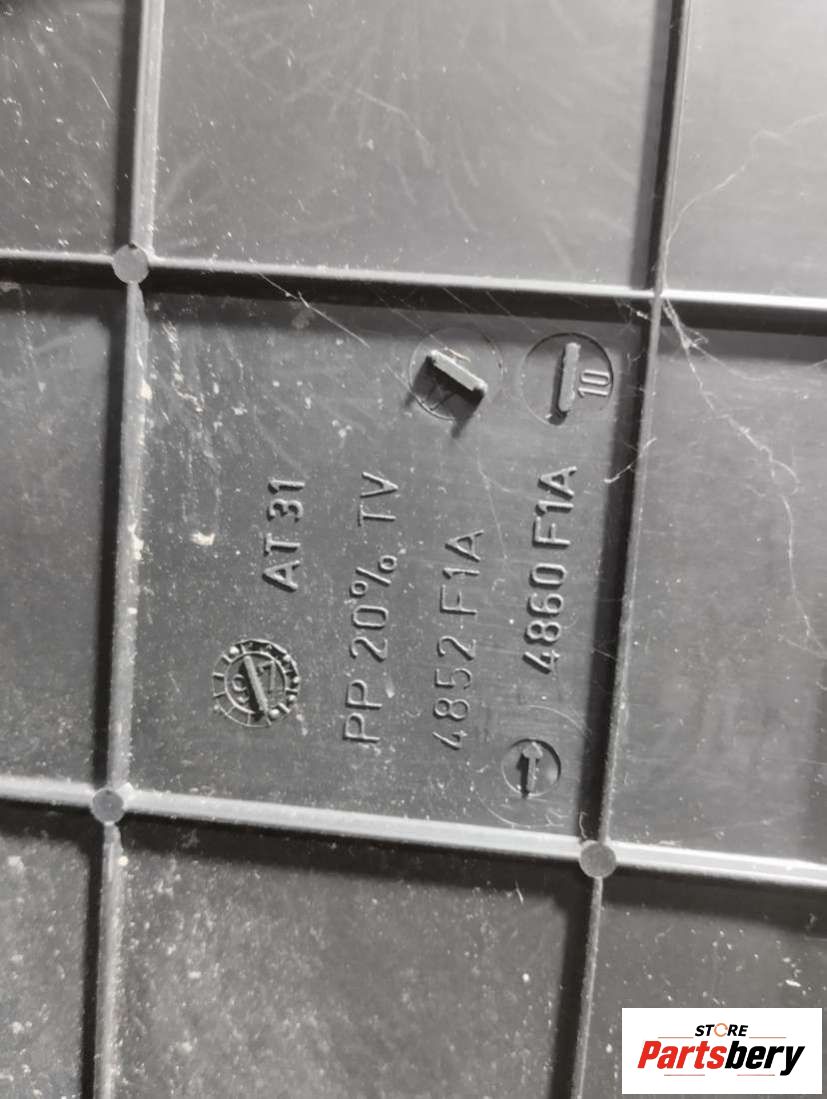 AT 31
PP 20% TV
4852 F1A
4860 F1A
10
STORE
Partsbery